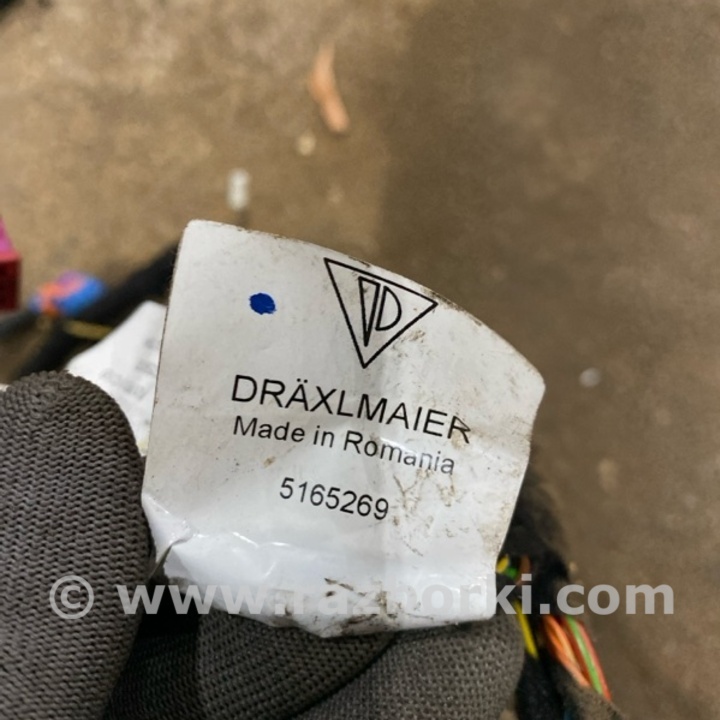 DRÄXLMAIER
Made in Romania
5165269
© www.razborki.com